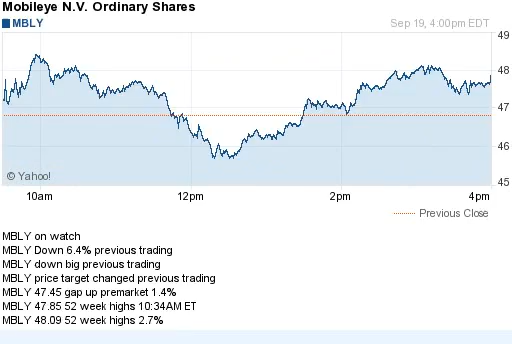 Mobileye N.V. Ordinary Shares
MBLY
Sep 19, 4:00pm EDT
49
48
47
46
45
© Yahoo!
10am 12pm 2pm 4pm
Previous Close
MBLY on watch
MBLY Down 6.4% previous trading
MBLY down big previous trading
MBLY price target changed previous trading
MBLY 47.45 gap up premarket 1.4%
MBLY 47.85 52 week highs 10:34AM ET
MBLY 48.09 52 week highs 2.7%